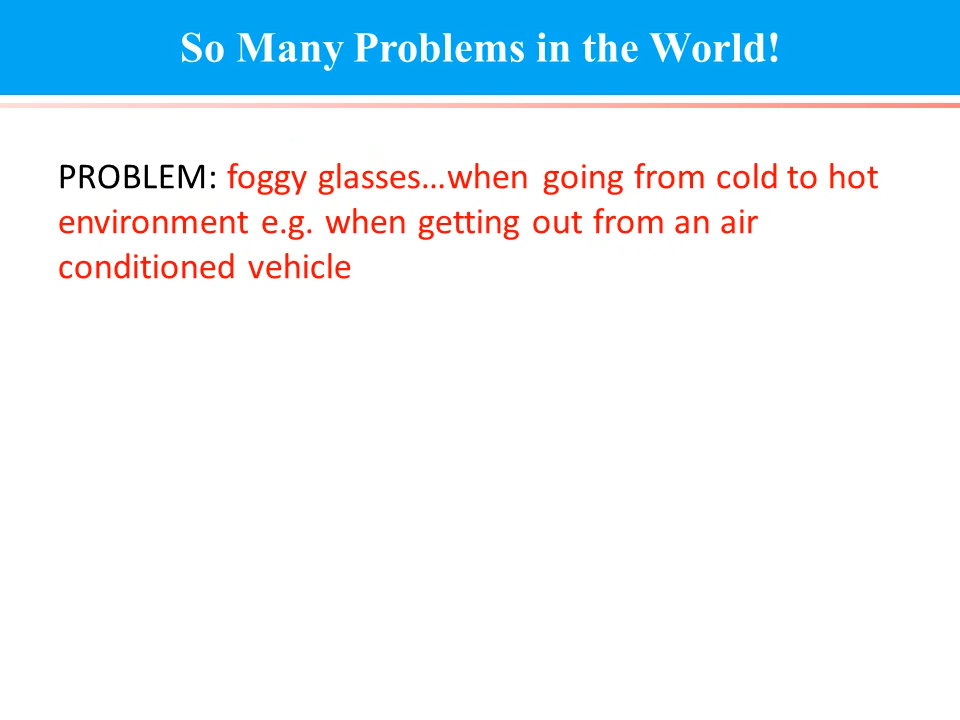 So Many Problems in the World!
PROBLEM: foggy glasses…when going from cold to hot
environment e.g. when getting out from an air
conditioned vehicle